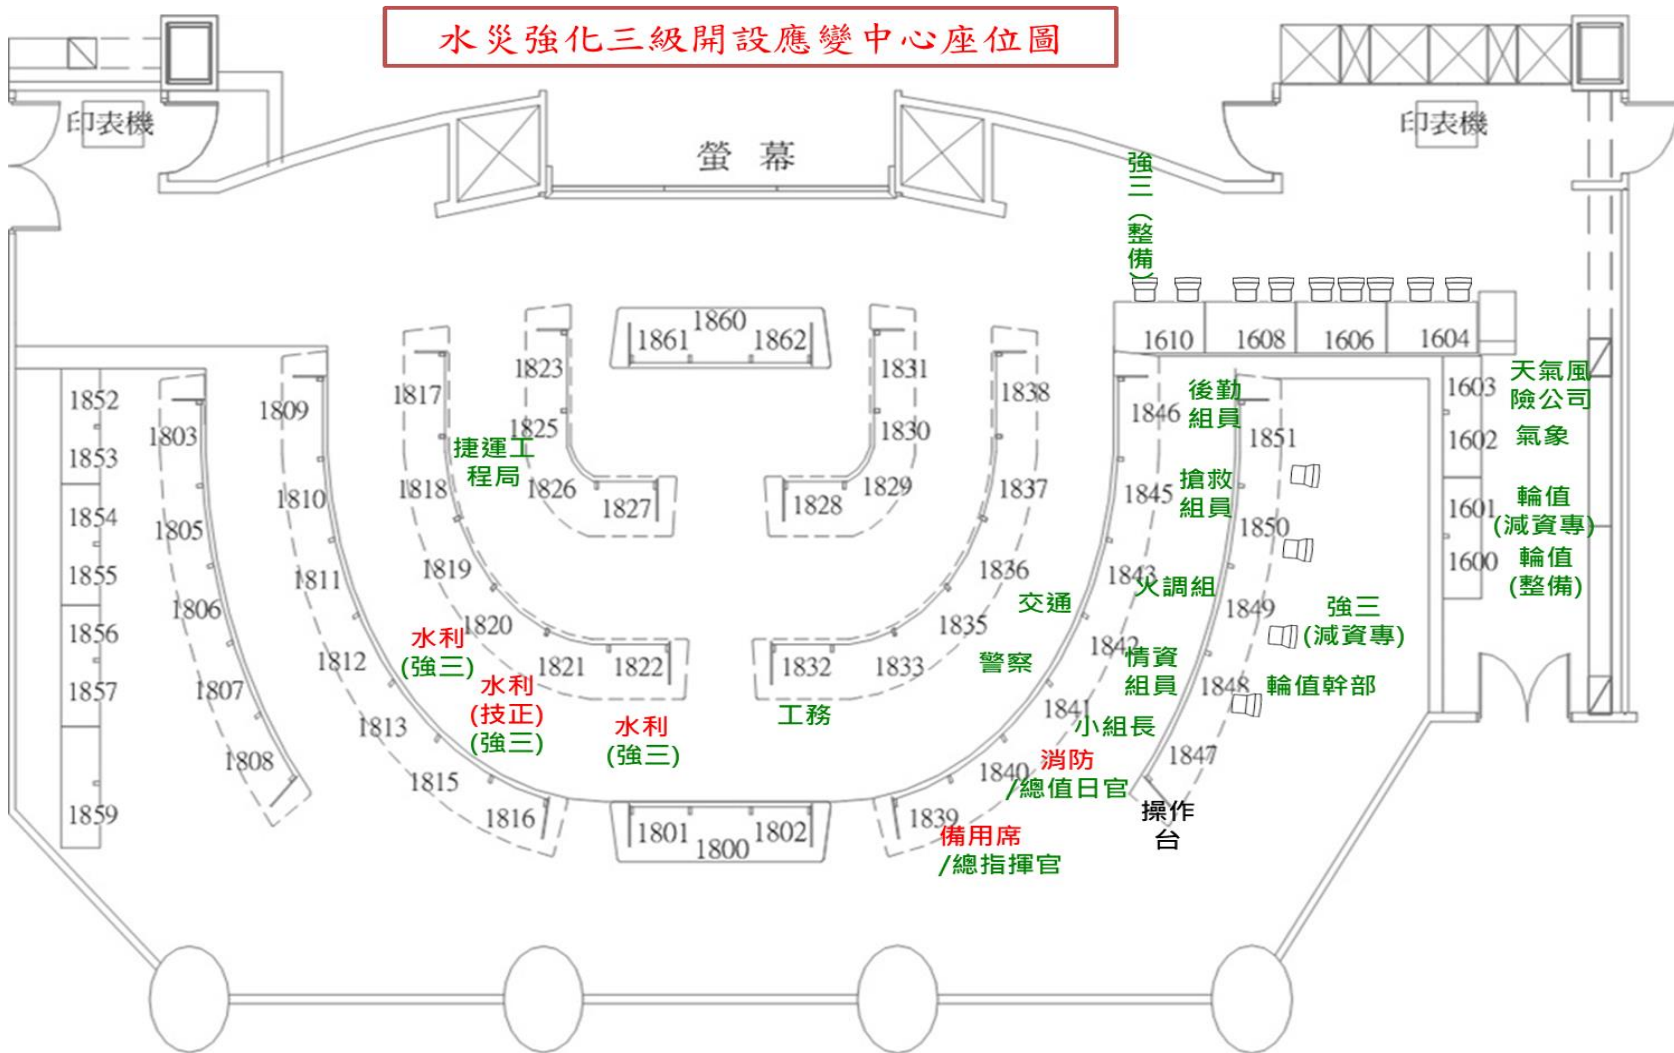 水災強化三級開設應變中心座位圖
印表機
螢幕
印表機
強三（整備）
1610
1608
1606
1604
1603
1602
1601
1600
天氣風
險公司
氣象
輪值
(減資專)
輪值
(整備)
1860
1861
1862
1823
1825
1826
1827
1831
1830
1829
1828
1817
1818
1819
1820
1821
1822
捷運工
程局
1838
1837
1836
1835
1833
1832
1809
1810
1811
1812
1813
1815
1816
水利
(強三)
水利
(技正)
(強三)
水利
(強三)
工務
警察
交通
1846
1845
1843
1842
1841
1840
1839
後勤
組員
搶救
組員
火調組
情資
組員
小組長
消防
/總值日官
備用席
/總指揮官
1851
1850
1849
1848
1847
強三
(減資專)
輪值幹部
操作
台
1801
1802
1800
1803
1805
1806
1807
1808
1852
1853
1854
1855
1856
1857
1859